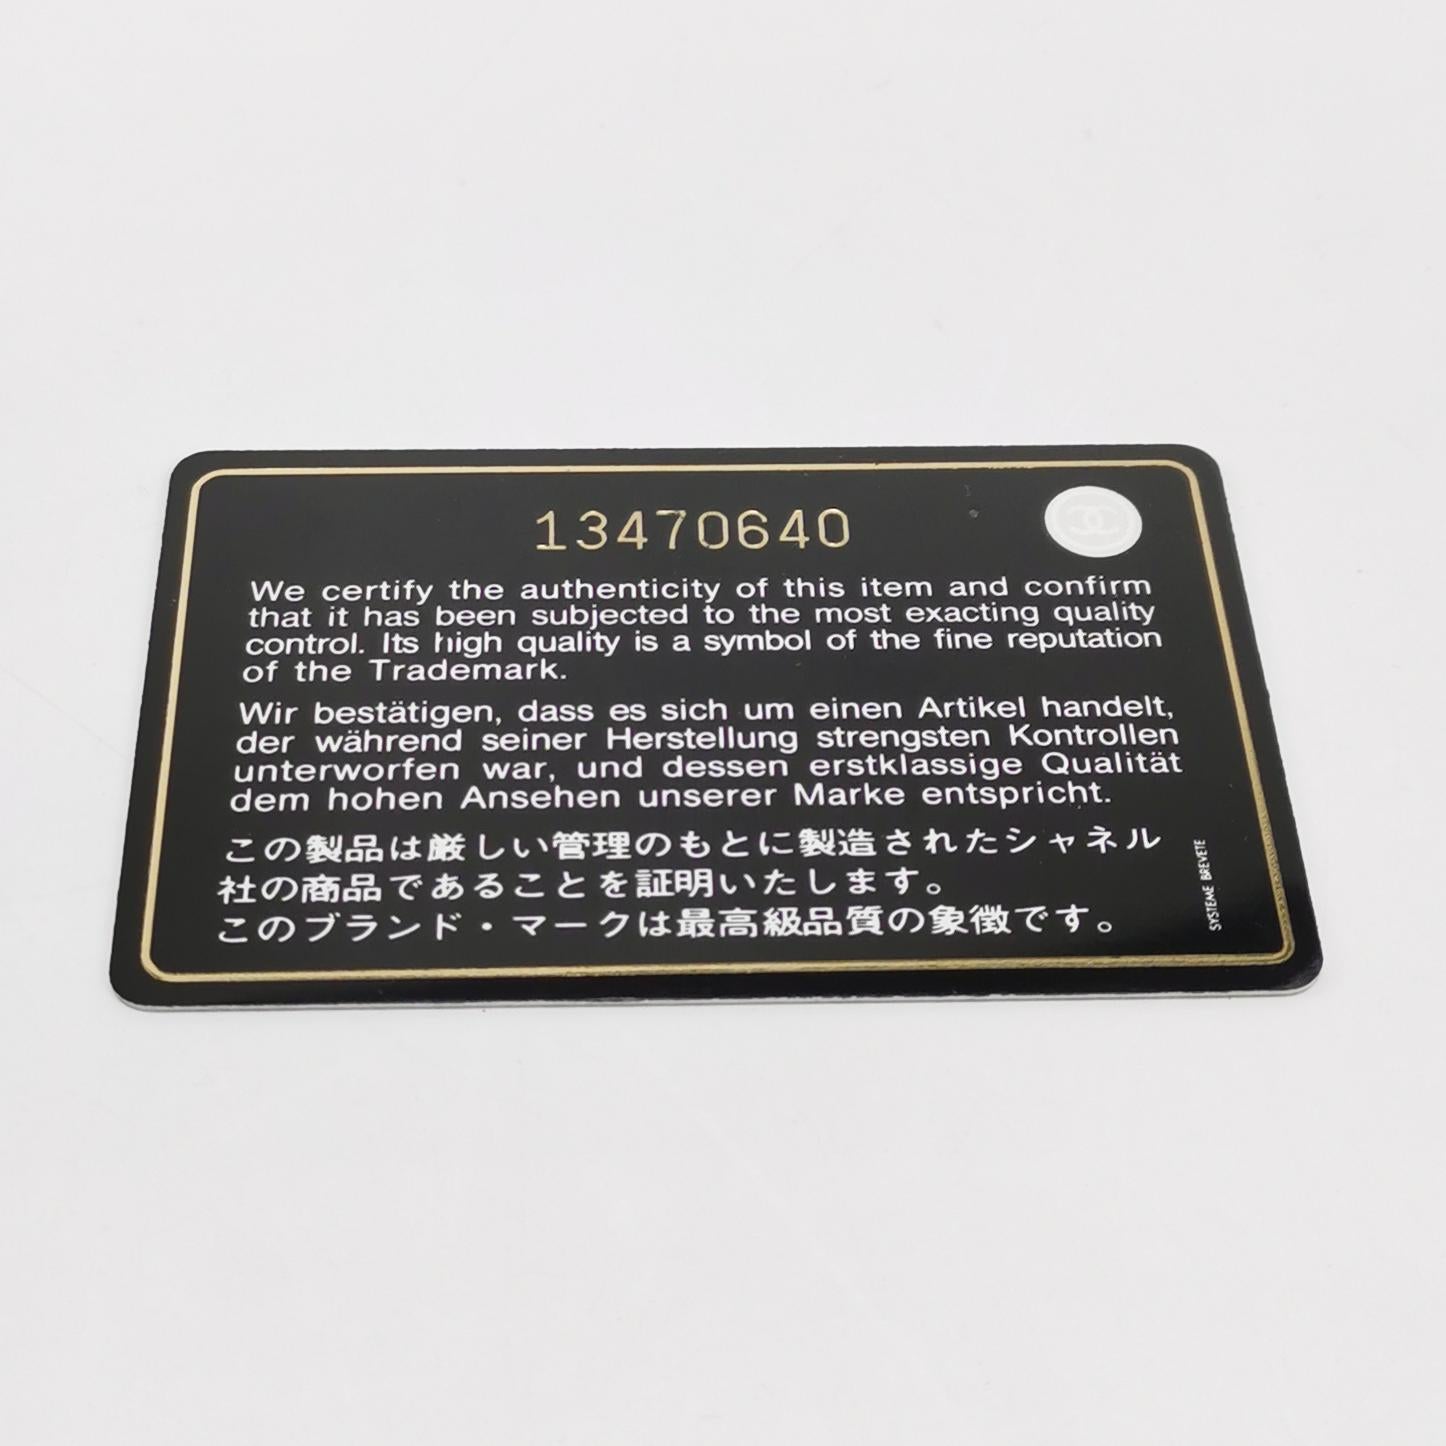 13470640
We certify the authenticity of this item and confirm
that it has been subjected to the most exacting quality
control. Its high quality is a symbol of the fine reputation
of the Trademark.
Wir bestätigen, dass es sich um einen Artikel handelt,
der während seiner Herstellung strengsten Kontrollen
unterworfen war, und dessen erstklassige Qualität
dem hohen Ansehen unserer Marke entspricht.
この製品は厳しい管理のもとに製造されたシャネル
社の商品であることを証明いたします。
このブランド・マークは最高級品質の象徴です。
SYSTEME BREVETE